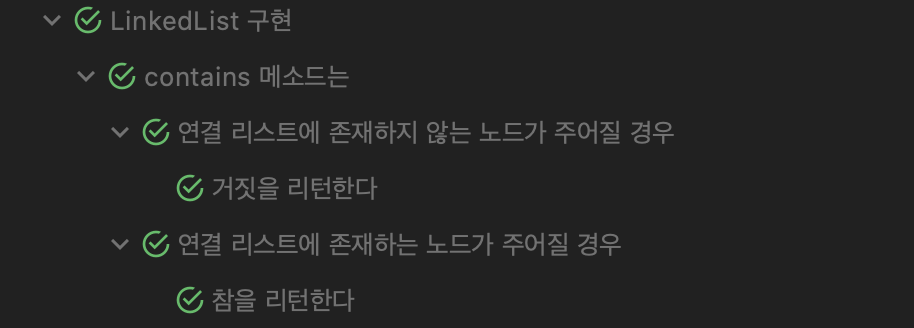 LinkedList 구현
contains 메소드는
연결 리스트에 존재하지 않는 노드가 주어질 경우
거짓을 리턴한다
연결 리스트에 존재하는 노드가 주어질 경우
참을 리턴한다